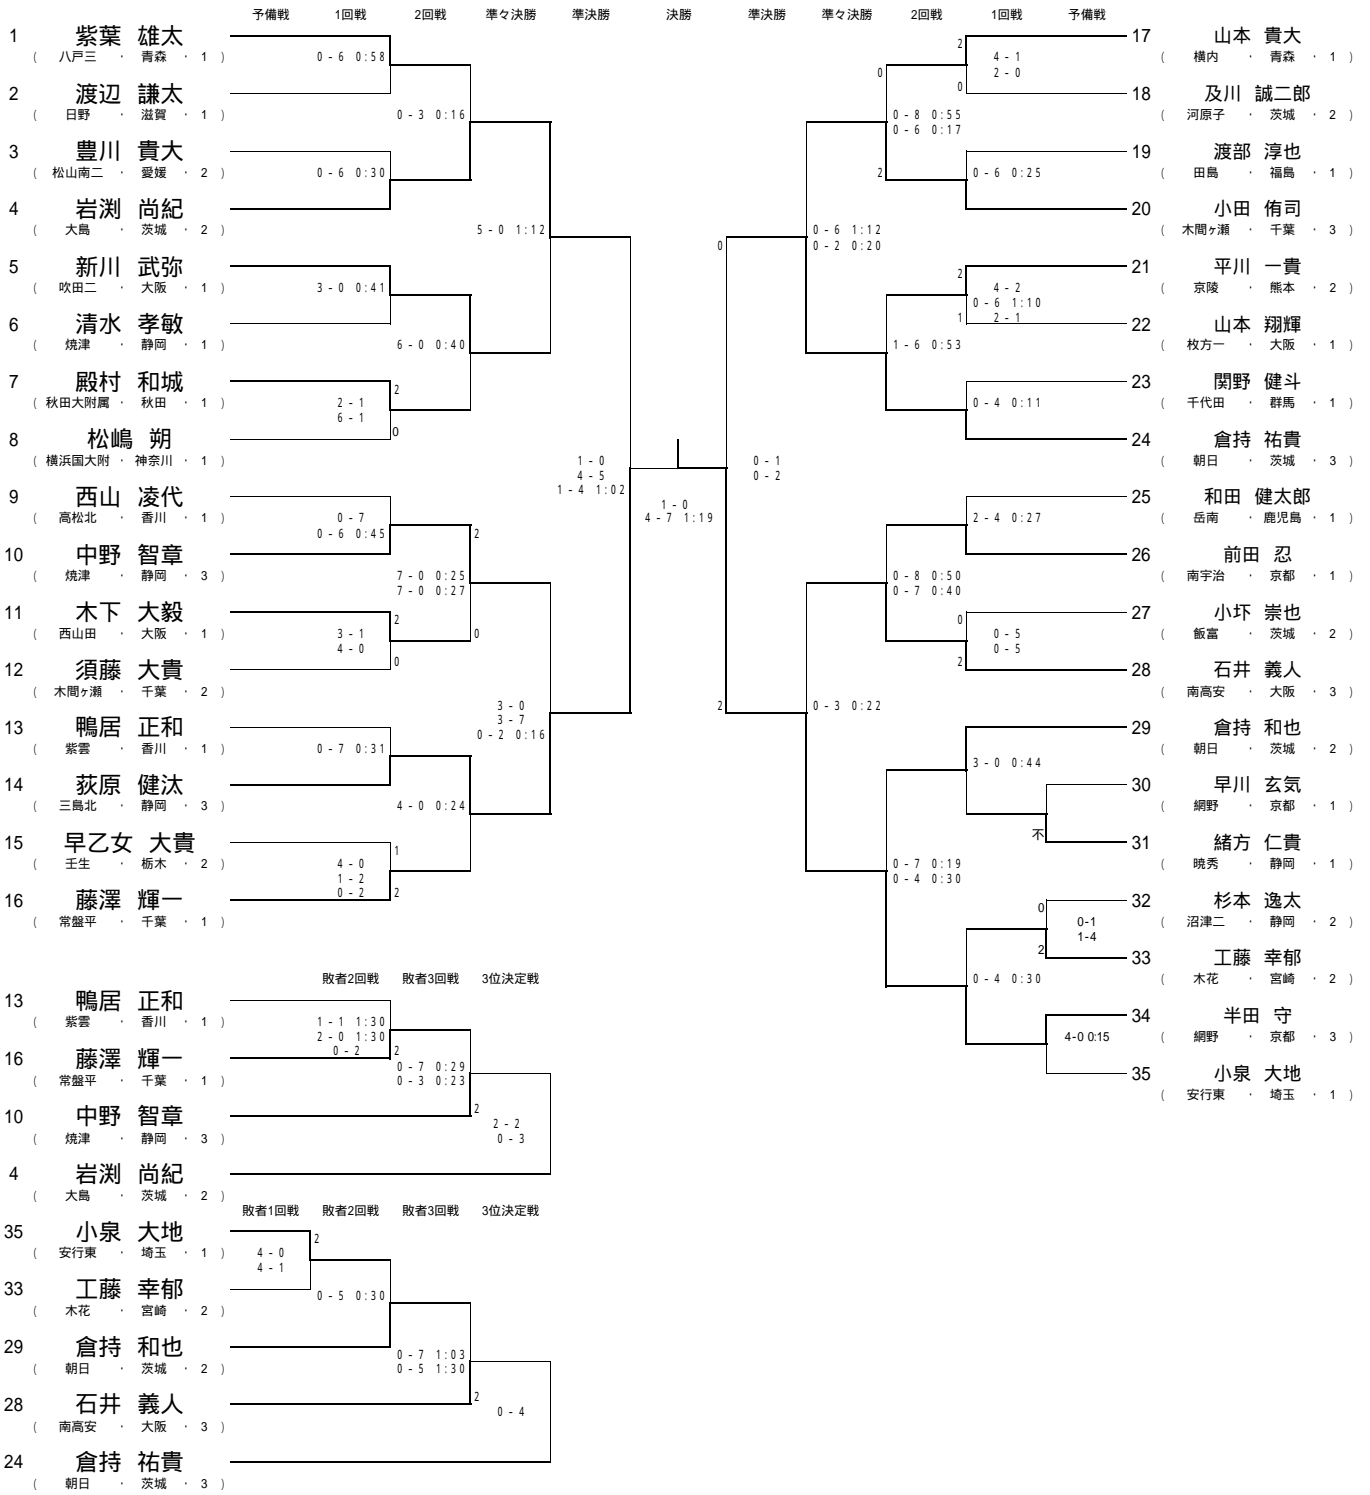 予備戦 1回戦 2回戦 準々決勝 準決勝 決勝 準決勝 準々決勝 2回戦 1回戦 予備戦
1 紫葉 雄太
( 八戸三 ・ 青森 ・ 1 )
0 - 6 0:58
2 渡辺 謙太
( 日野 ・ 滋賀 ・ 1 )
0 - 3 0:16
3 豊川 貴大
( 松山南二 ・ 愛媛 ・ 2 )
0 - 6 0:30
4 岩渕 尚紀
( 大島 ・ 茨城 ・ 2 )
5 - 0 1:12
5 新川 武弥
( 吹田二 ・ 大阪 ・ 1 )
3 - 0 0:41
6 清水 孝敏
( 焼津 ・ 静岡 ・ 1 )
6 - 0 0:40
7 殿村 和城
( 秋田大附属 ・ 秋田 ・ 1 )
2
2 - 1
6 - 1
0
8 松嶋 朔
( 横浜国大附 ・ 神奈川 ・ 1 )
1 - 0
4 - 5
1 - 4 1:02
9 西山 凌代
( 高松北 ・ 香川 ・ 1 )
0 - 7
0 - 6 0:45
2
10 中野 智章
( 焼津 ・ 静岡 ・ 3 )
7 - 0 0:25
7 - 0 0:27
11 木下 大毅
( 西山田 ・ 大阪 ・ 1 )
2
3 - 1
4 - 0
0
0
12 須藤 大貴
( 木間ヶ瀬 ・ 千葉 ・ 2 )
3 - 0
3 - 7
0 - 2 0:16
13 鴨居 正和
( 紫雲 ・ 香川 ・ 1 )
0 - 7 0:31
14 荻原 健汰
( 三島北 ・ 静岡 ・ 3 )
4 - 0 0:24
15 早乙女 大貴
( 壬生 ・ 栃木 ・ 2 )
1
4 - 0
1 - 2
0 - 2
2
16 藤澤 輝一
( 常盤平 ・ 千葉 ・ 1 )
1 - 0
4 - 7 1:19
17 山本 貴大
( 横内 ・ 青森 ・ 1 )
2
4 - 1
2 - 0
0
0
18 及川 誠二郎
( 河原子 ・ 茨城 ・ 2 )
0 - 8 0:55
0 - 6 0:17
19 渡部 淳也
( 田島 ・ 福島 ・ 1 )
2
0 - 6 0:25
20 小田 侑司
( 木間ヶ瀬 ・ 千葉 ・ 3 )
0 - 6 1:12
0 - 2 0:20
0
21 平川 一貴
( 京陵 ・ 熊本 ・ 2 )
2
4 - 2
0 - 6 1:10
2 - 1
1
22 山本 翔輝
( 枚方一 ・ 大阪 ・ 1 )
1 - 6 0:53
23 関野 健斗
( 千代田 ・ 群馬 ・ 1 )
0 - 4 0:11
24 倉持 祐貴
( 朝日 ・ 茨城 ・ 3 )
0 - 1
0 - 2
25 和田 健太郎
( 岳南 ・ 鹿児島 ・ 1 )
2 - 4 0:27
26 前田 忍
( 南宇治 ・ 京都 ・ 1 )
0 - 8 0:50
0 - 7 0:40
27 小圷 崇也
( 飯富 ・ 茨城 ・ 2 )
0
0 - 5
0 - 5
2
28 石井 義人
( 南高安 ・ 大阪 ・ 3 )
2
0 - 3 0:22
29 倉持 和也
( 朝日 ・ 茨城 ・ 2 )
3 - 0 0:44
30 早川 玄気
( 網野 ・ 京都 ・ 1 )
不
31 緒方 仁貴
( 暁秀 ・ 静岡 ・ 1 )
0 - 7 0:19
0 - 4 0:30
32 杉本 逸太
( 沼津二 ・ 静岡 ・ 2 )
0
0-1
1-4
2
33 工藤 幸郁
( 木花 ・ 宮崎 ・ 2 )
0 - 4 0:30
34 半田 守
( 網野 ・ 京都 ・ 3 )
4-0 0:15
35 小泉 大地
( 安行東 ・ 埼玉 ・ 1 )
敗者2回戦 敗者3回戦 3位決定戦
13 鴨居 正和
( 紫雲 ・ 香川 ・ 1 )
1 - 1 1:30
2 - 0 1:30
0 - 2
2
16 藤澤 輝一
( 常盤平 ・ 千葉 ・ 1 )
0 - 7 0:29
0 - 3 0:23
2
10 中野 智章
( 焼津 ・ 静岡 ・ 3 )
2 - 2
0 - 3
4 岩渕 尚紀
( 大島 ・ 茨城 ・ 2 )
敗者1回戦 敗者2回戦 敗者3回戦 3位決定戦
35 小泉 大地
( 安行東 ・ 埼玉 ・ 1 )
2
4 - 0
4 - 1
33 工藤 幸郁
( 木花 ・ 宮崎 ・ 2 )
0 - 5 0:30
29 倉持 和也
( 朝日 ・ 茨城 ・ 2 )
0 - 7 1:03
0 - 5 1:30
2
28 石井 義人
( 南高安 ・ 大阪 ・ 3 )
0 - 4
24 倉持 祐貴
( 朝日 ・ 茨城 ・ 3 )